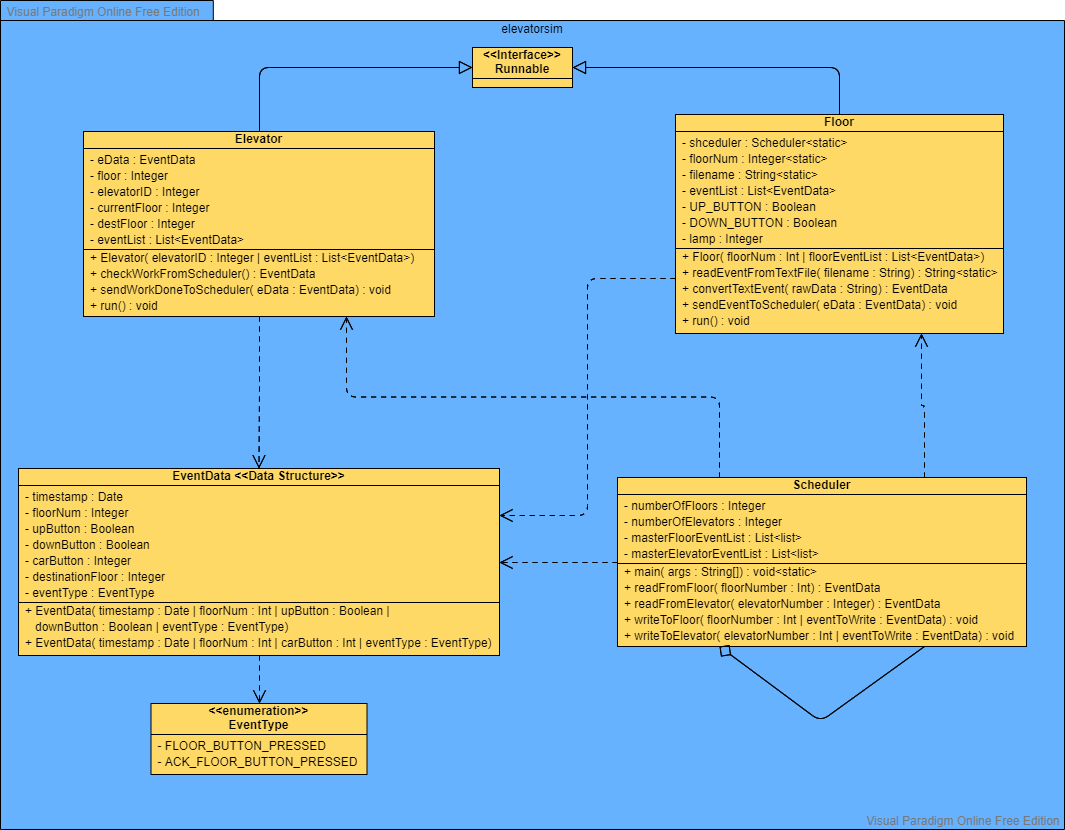 Visual Paradigm Online Free Edition
elevatorsim
<<Interface>>
Runnable
Elevator
- eData : EventData
- floor : Integer
- elevatorID : Integer
- currentFloor : Integer
- destFloor : Integer
- eventList : List<EventData>
+ Elevator( elevatorID : Integer | eventList : List<EventData>)
+ checkWorkFromScheduler() : EventData
+ sendWorkDoneToScheduler( eData : EventData) : void
+ run() : void
Floor
- shceduler : Scheduler<static>
- floorNum : Integer<static>
- filename : String<static>
- eventList : List<EventData>
- UP_BUTTON : Boolean
- DOWN_BUTTON : Boolean
- lamp : Integer
+ Floor( floorNum : Int | floorEventList : List<EventData>)
+ readEventFromTextFile( filename : String) : String<static>
+ convertTextEvent( rawData : String) : EventData
+ sendEventToScheduler( eData : EventData) : void
+ run() : void
EventData <<Data Structure>>
- timestamp : Date
- floorNum : Integer
- upButton : Boolean
- downButton : Boolean
- carButton : Integer
- destinationFloor : Integer
- eventType : EventType
+ EventData( timestamp : Date | floorNum : Int | upButton : Boolean |
downButton : Boolean | eventType : EventType)
+ EventData( timestamp : Date | floorNum : Int | carButton : Int | eventType : EventType)
Scheduler
- numberOfFloors : Integer
- numberOfElevators : Integer
- masterFloorEventList : List<list>
- masterElevatorEventList : List<list>
+ main( args : String[]) : void<static>
+ readFromFloor( floorNumber : Int) : EventData
+ readFromElevator( elevatorNumber : Integer) : EventData
+ writeToFloor( floorNumber : Int | eventToWrite : EventData) : void
+ writeToElevator( elevatorNumber : Int | eventToWrite : EventData) : void
<<enumeration>>
EventType
- FLOOR_BUTTON_PRESSED
- ACK_FLOOR_BUTTON_PRESSED
Visual Paradigm Online Free Edition